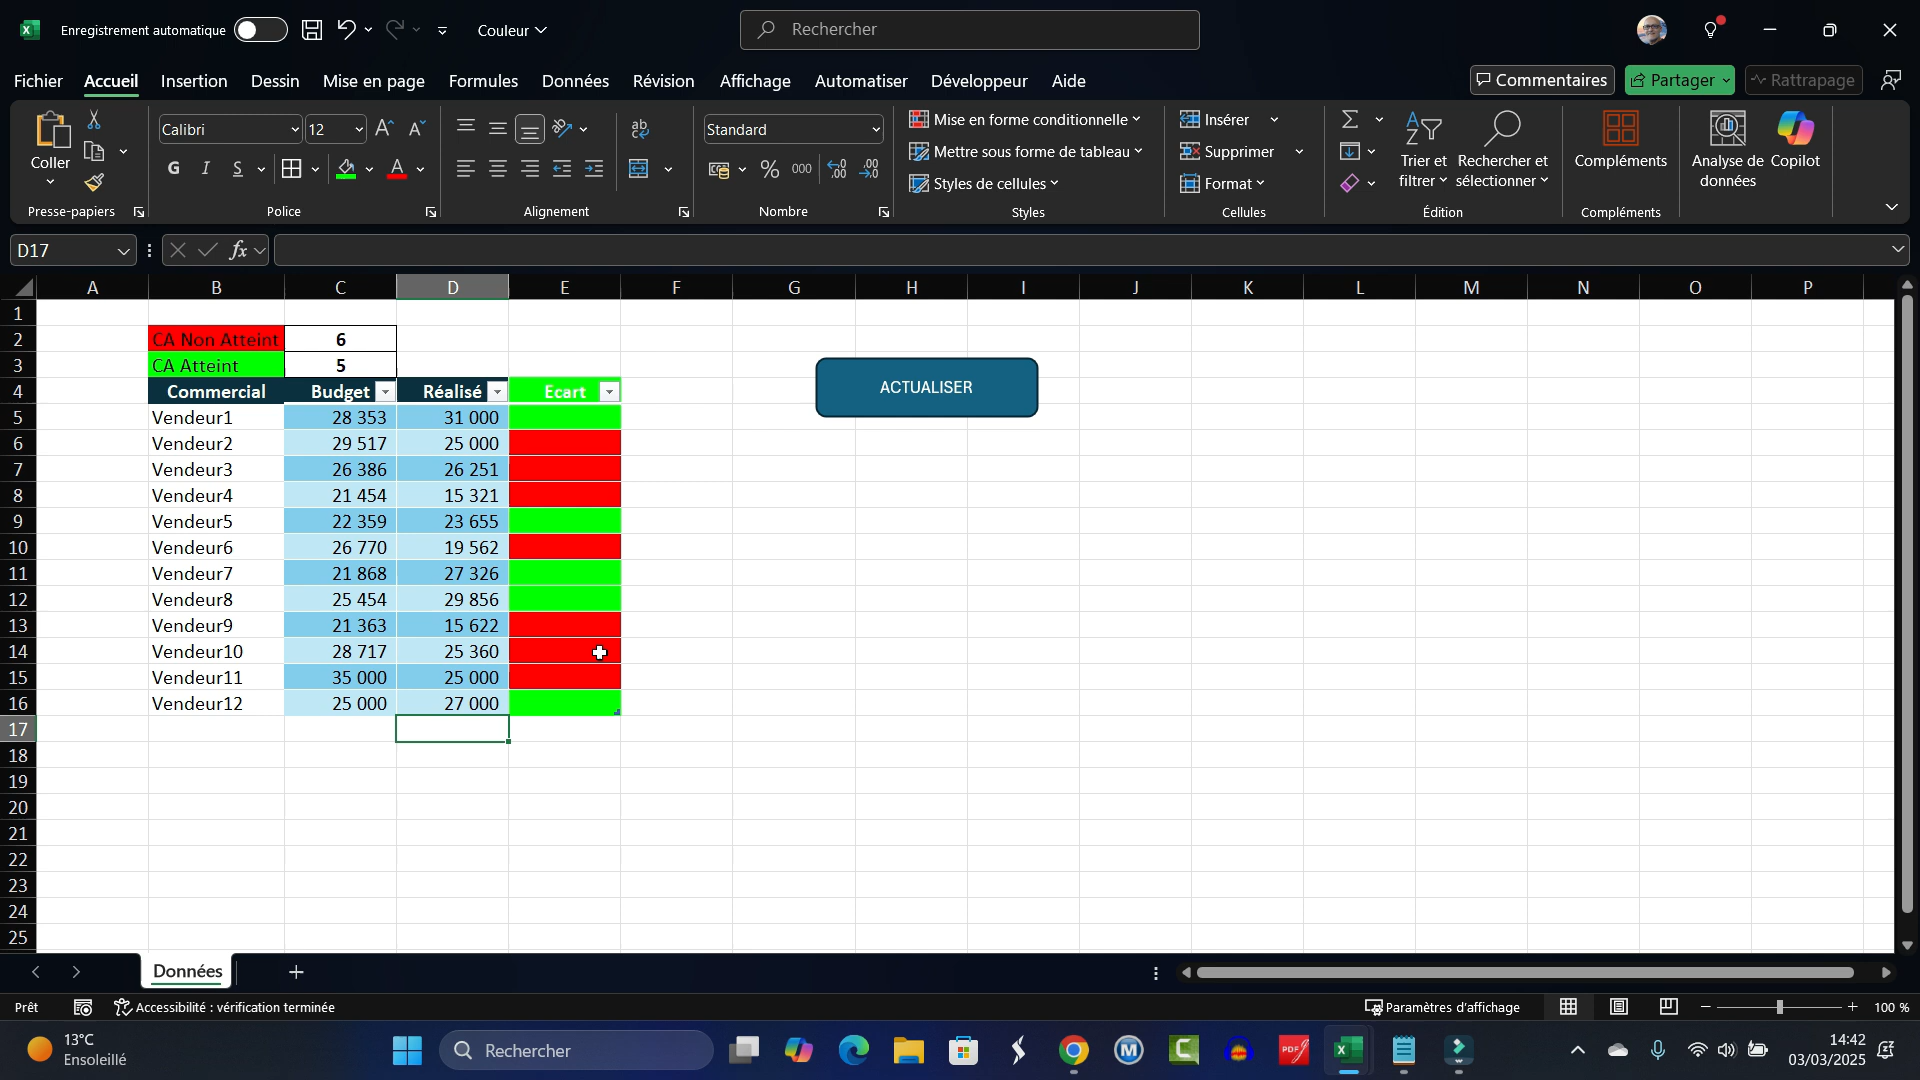 Enregistrement automatique
Couleur
Rechercher
Fichier Accueil Insertion Dessin Mise en page Formules Données Révision Affichage Automatiser Développeur Aide
Commentaires Partager Rattrapage
Coller
Presse-papiers
Calibri 12
G I S
Police
ab
Alignement
Standard
% 000
Nombre
Mise en forme conditionnelle
Mettre sous forme de tableau
Styles de cellules
Styles
Insérer
Supprimer
Format
Cellules
Trier et filtrer
Rechercher et sélectionner
Édition
Compléments
Compléments
Analyse de données
Copilot
D17 fx
A B C D E F G H I J K L M N O P
1
2 CA Non Atteint 6
3 CA Atteint 5
4 Commercial Budget Réalisé Ecart
ACTUALISER
5 Vendeur1 28 353 31 000
6 Vendeur2 29 517 25 000
7 Vendeur3 26 386 26 251
8 Vendeur4 21 454 15 321
9 Vendeur5 22 359 23 655
10 Vendeur6 26 770 19 562
11 Vendeur7 21 868 27 326
12 Vendeur8 25 454 29 856
13 Vendeur9 21 363 15 622
14 Vendeur10 28 717 25 360
15 Vendeur11 35 000 25 000
16 Vendeur12 25 000 27 000
17
18
19
20
21
22
23
24
25
Données
Prêt Accessibilité : vérification terminée Paramètres d'affichage 100 %
13°C
Ensoleillé
Rechercher
14:42
03/03/2025